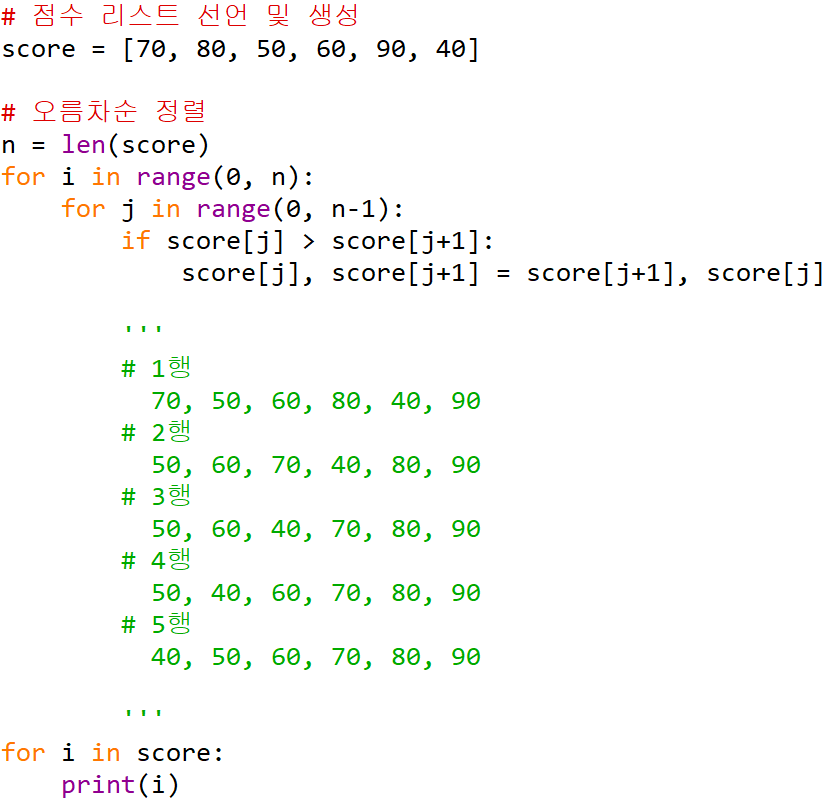 # 점수 리스트 선언 및 생성
score = [70, 80, 50, 60, 90, 40]

# 오름차순 정렬
n = len(score)
for i in range(0, n):
    for j in range(0, n-1):
        if score[j] > score[j+1]:
            score[j], score[j+1] = score[j+1], score[j]

        '''
        # 1행
          70, 50, 60, 80, 40, 90
        # 2행
          50, 60, 70, 40, 80, 90
        # 3행
          50, 60, 40, 70, 80, 90
        # 4행
          50, 40, 60, 70, 80, 90
        # 5행
          40, 50, 60, 70, 80, 90

        '''
for i in score:
    print(i)